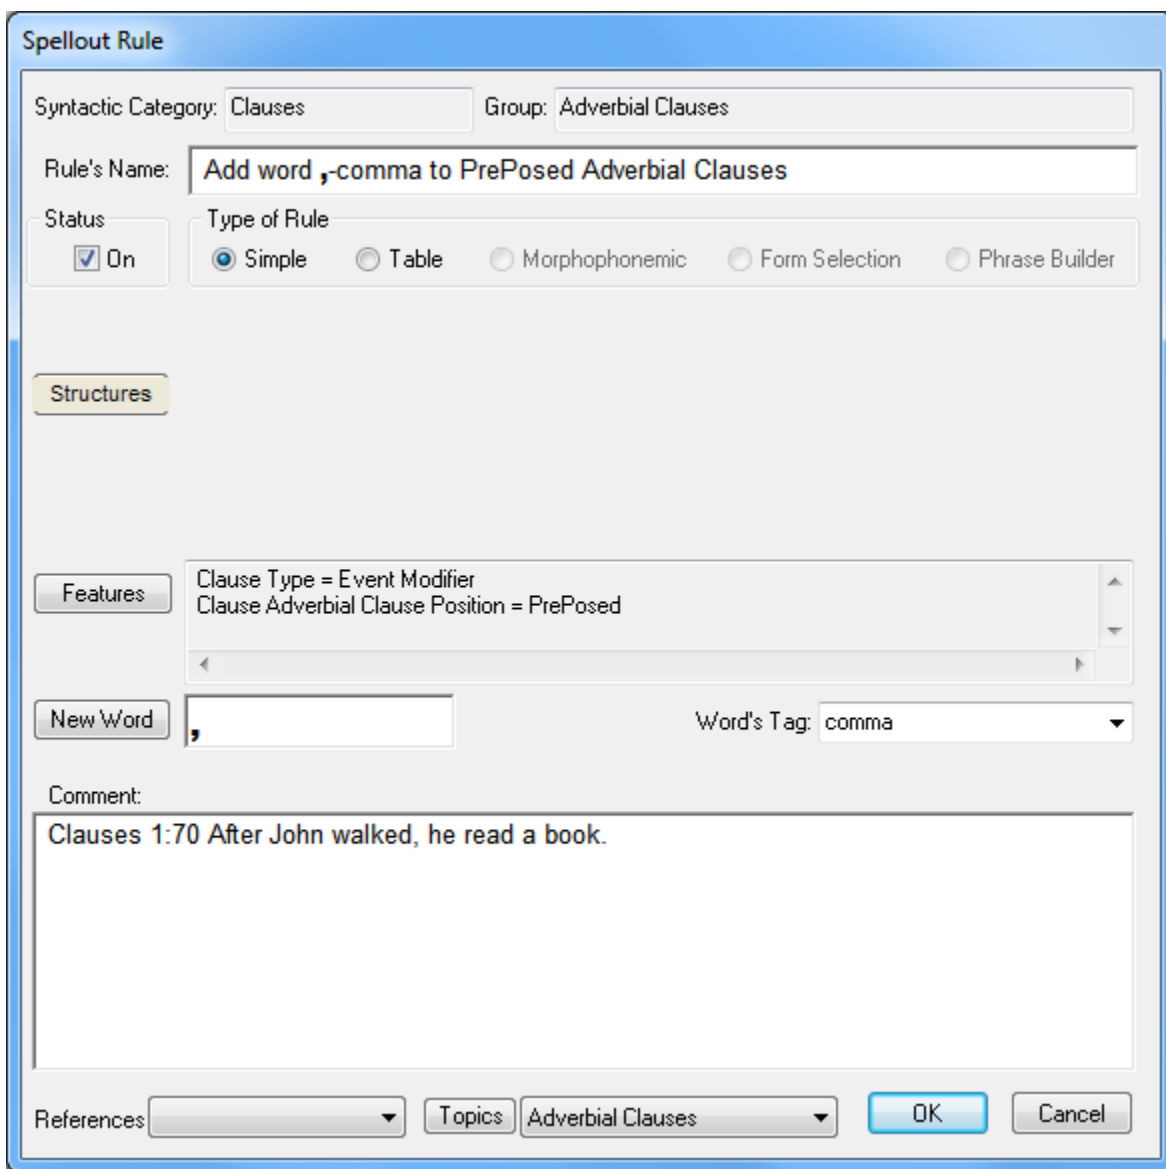 Spellout Rule
Syntactic Category: Clauses Group: Adverbial Clauses
Rule's Name: Add word ,-comma to PrePosed Adverbial Clauses
Status Type of Rule
On Simple Table Morphophonemic Form Selection Phrase Builder
Structures
Features Clause Type = Event Modifier
Clause Adverbial Clause Position = PrePosed
New Word , Word's Tag: comma
Comment:
Clauses 1:70 After John walked, he read a book.
References Topics Adverbial Clauses OK Cancel